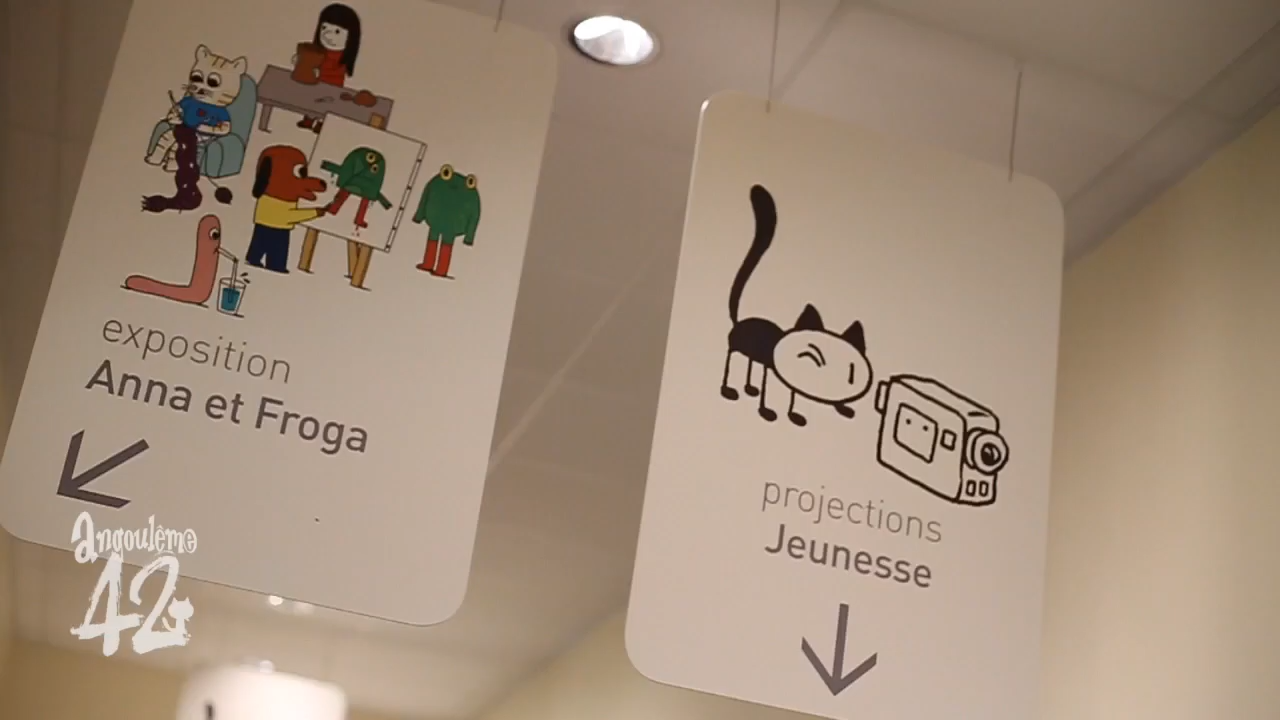 exposition
Anna et Froga
projections
Jeunesse
angoulême
42